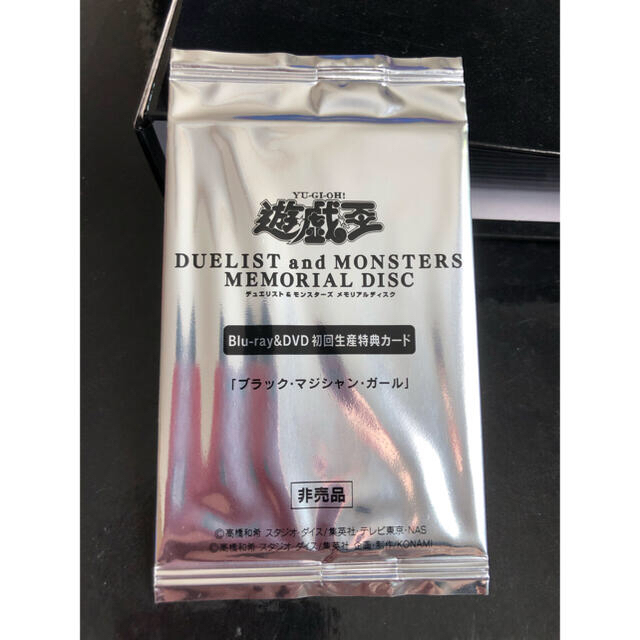 YU-GI-OH!
遊戯王
DUELIST and MONSTERS
MEMORIAL DISC
デュエリスト&モンスターズ メモリアルディスク
Blu-ray&DVD 初回生産特典カード
「ブラック・マジシャン・ガール」
非売品
©高橋和希 スタジオ・ダイス/集英社・テレビ東京・NAS
©高橋和希 スタジオ・ダイス/集英社 企画・制作/KONAMI